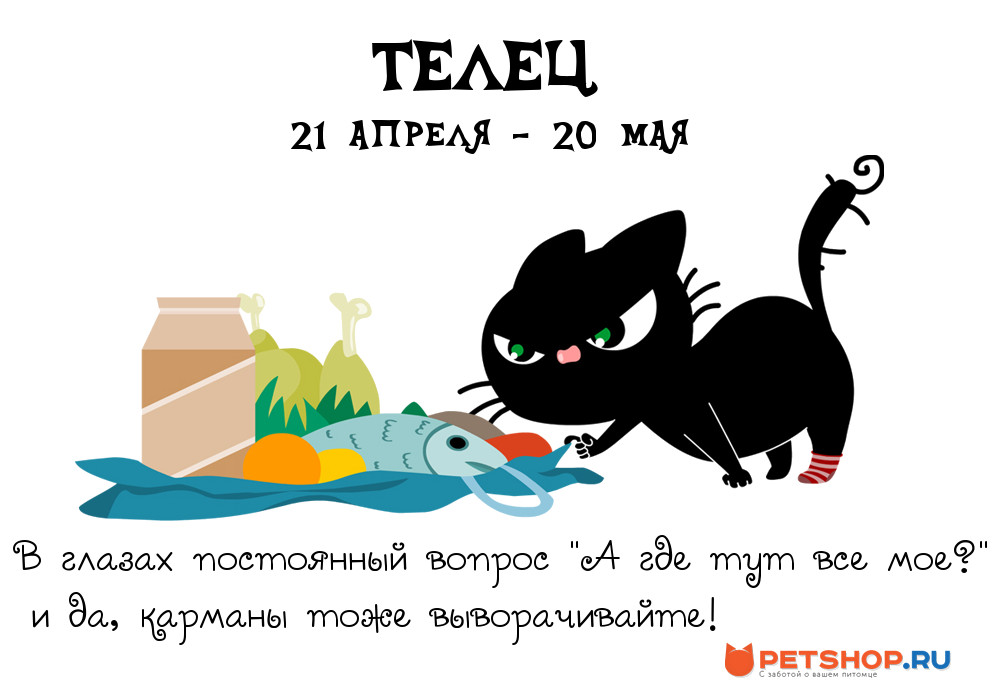 ТЕЛЕЦ
21 АПРЕЛЯ - 20 МАЯ
В глазах постоянный вопрос "А где тут все мое?"
и да, карманы тоже выворачивайте!
PETSHOP.RU
С заботой о вашем питомце